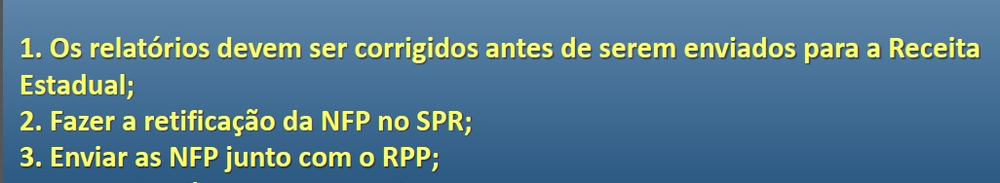 1. Os relatórios devem ser corrigidos antes de serem enviados para a Receita
Estadual;
2. Fazer a retificação da NFP no SPR;
3. Enviar as NFP junto com o RPP;